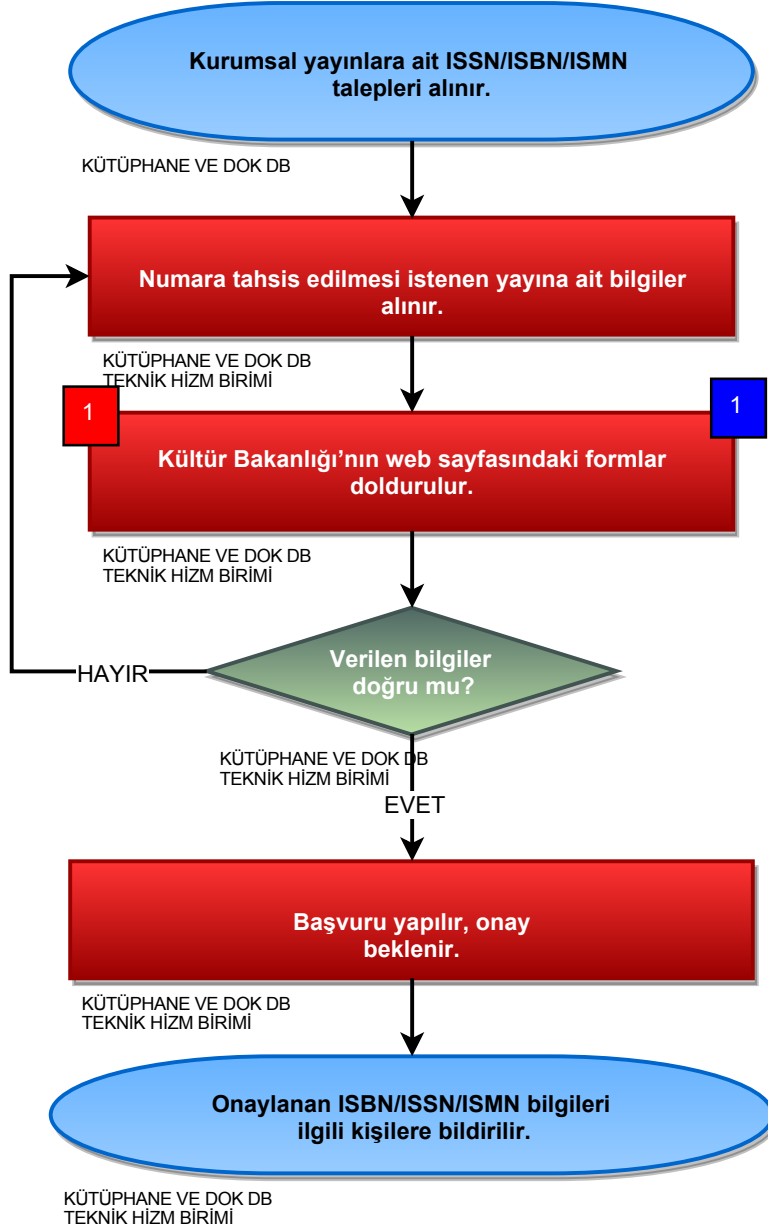 Kurumsal yayınlara ait ISSN/ISBN/ISMN
talepleri alınır.
KÜTÜPHANE VE DOK DB
Numara tahsis edilmesi istenen yayına ait bilgiler
alınır.
KÜTÜPHANE VE DOK DB
TEKNİK HİZM BİRİMİ
1
1
Kültür Bakanlığı’nın web sayfasındaki formlar
doldurulur.
KÜTÜPHANE VE DOK DB
TEKNİK HİZM BİRİMİ
Verilen bilgiler
doğru mu?
HAYIR
KÜTÜPHANE VE DOK DB
TEKNİK HİZM BİRİMİ
EVET
Başvuru yapılır, onay
beklenir.
KÜTÜPHANE VE DOK DB
TEKNİK HİZM BİRİMİ
Onaylanan ISBN/ISSN/ISMN bilgileri
ilgili kişilere bildirilir.
KÜTÜPHANE VE DOK DB
TEKNİK HİZM BİRİMİ